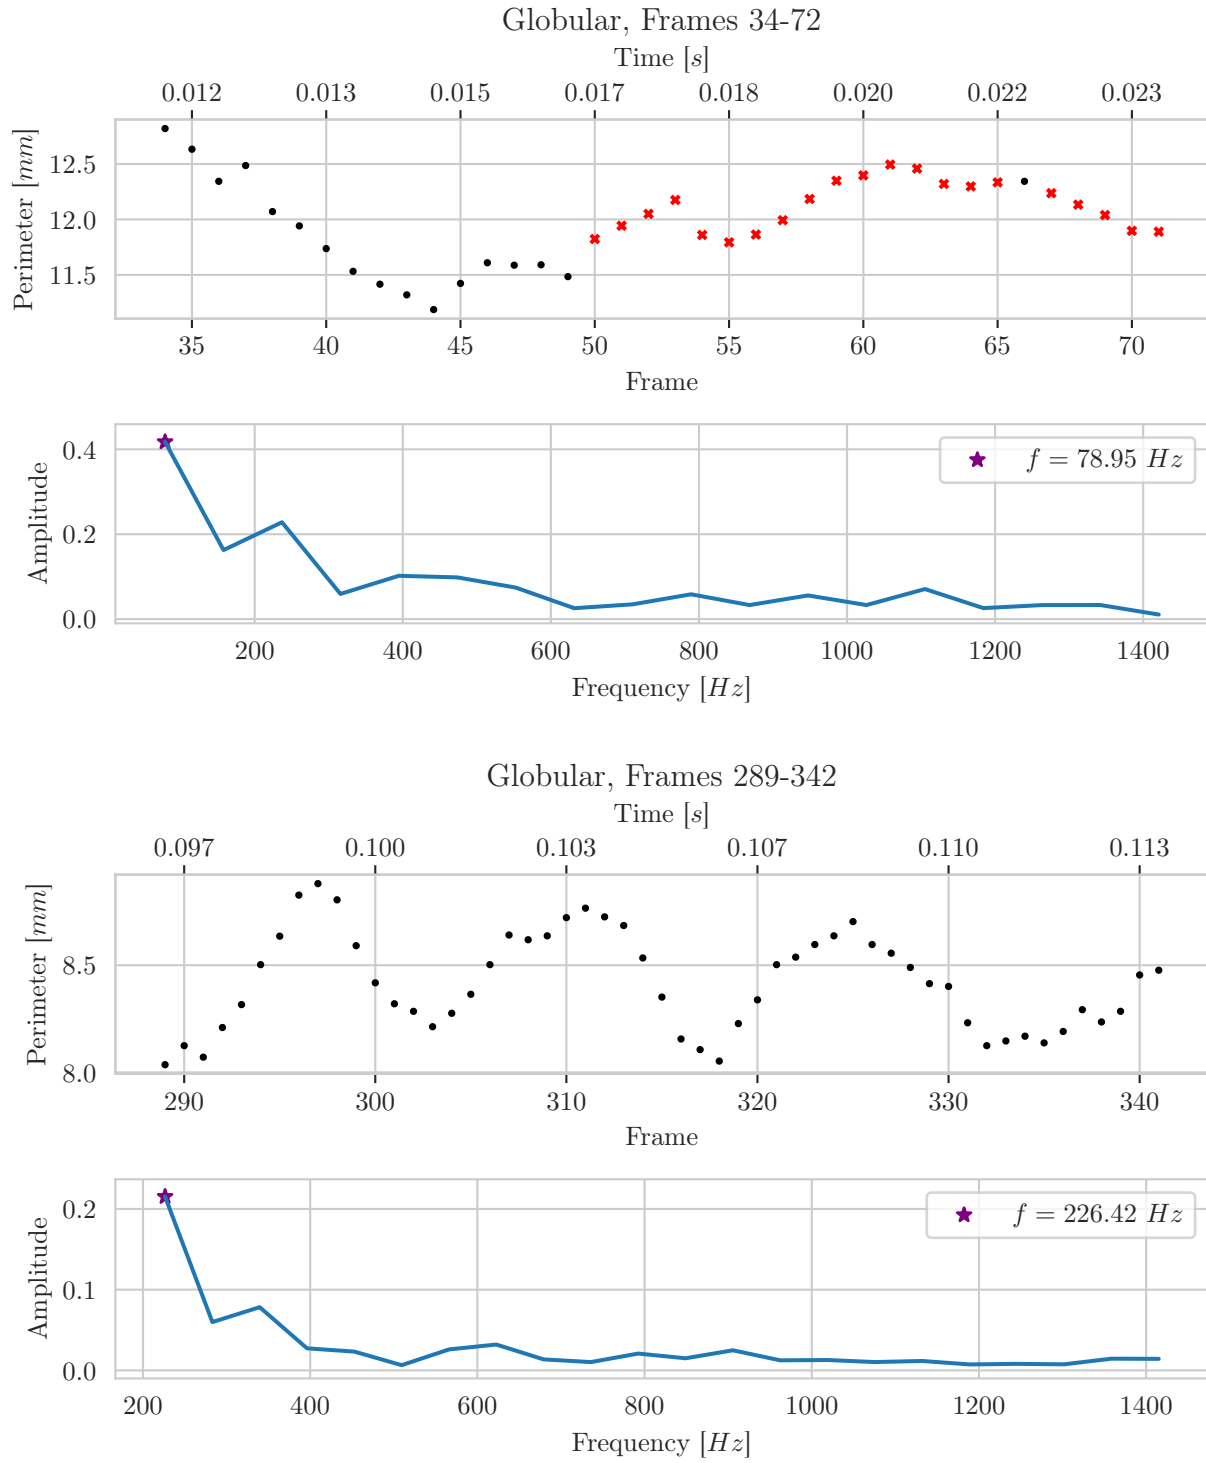 Globular, Frames 34-72
Time [s]
0.012 0.013 0.015 0.017 0.018 0.020 0.022 0.023
Perimeter [mm]
12.5
12.0
11.5
35 40 45 50 55 60 65 70
Frame
Amplitude
0.4
0.2
0.0
f = 78.95 Hz
200 400 600 800 1000 1200 1400
Frequency [Hz]
Globular, Frames 289-342
Time [s]
0.097 0.100 0.103 0.107 0.110 0.113
Perimeter [mm]
8.5
8.0
290 300 310 320 330 340
Frame
Amplitude
0.2
0.1
0.0
f = 226.42 Hz
200 400 600 800 1000 1200 1400
Frequency [Hz]